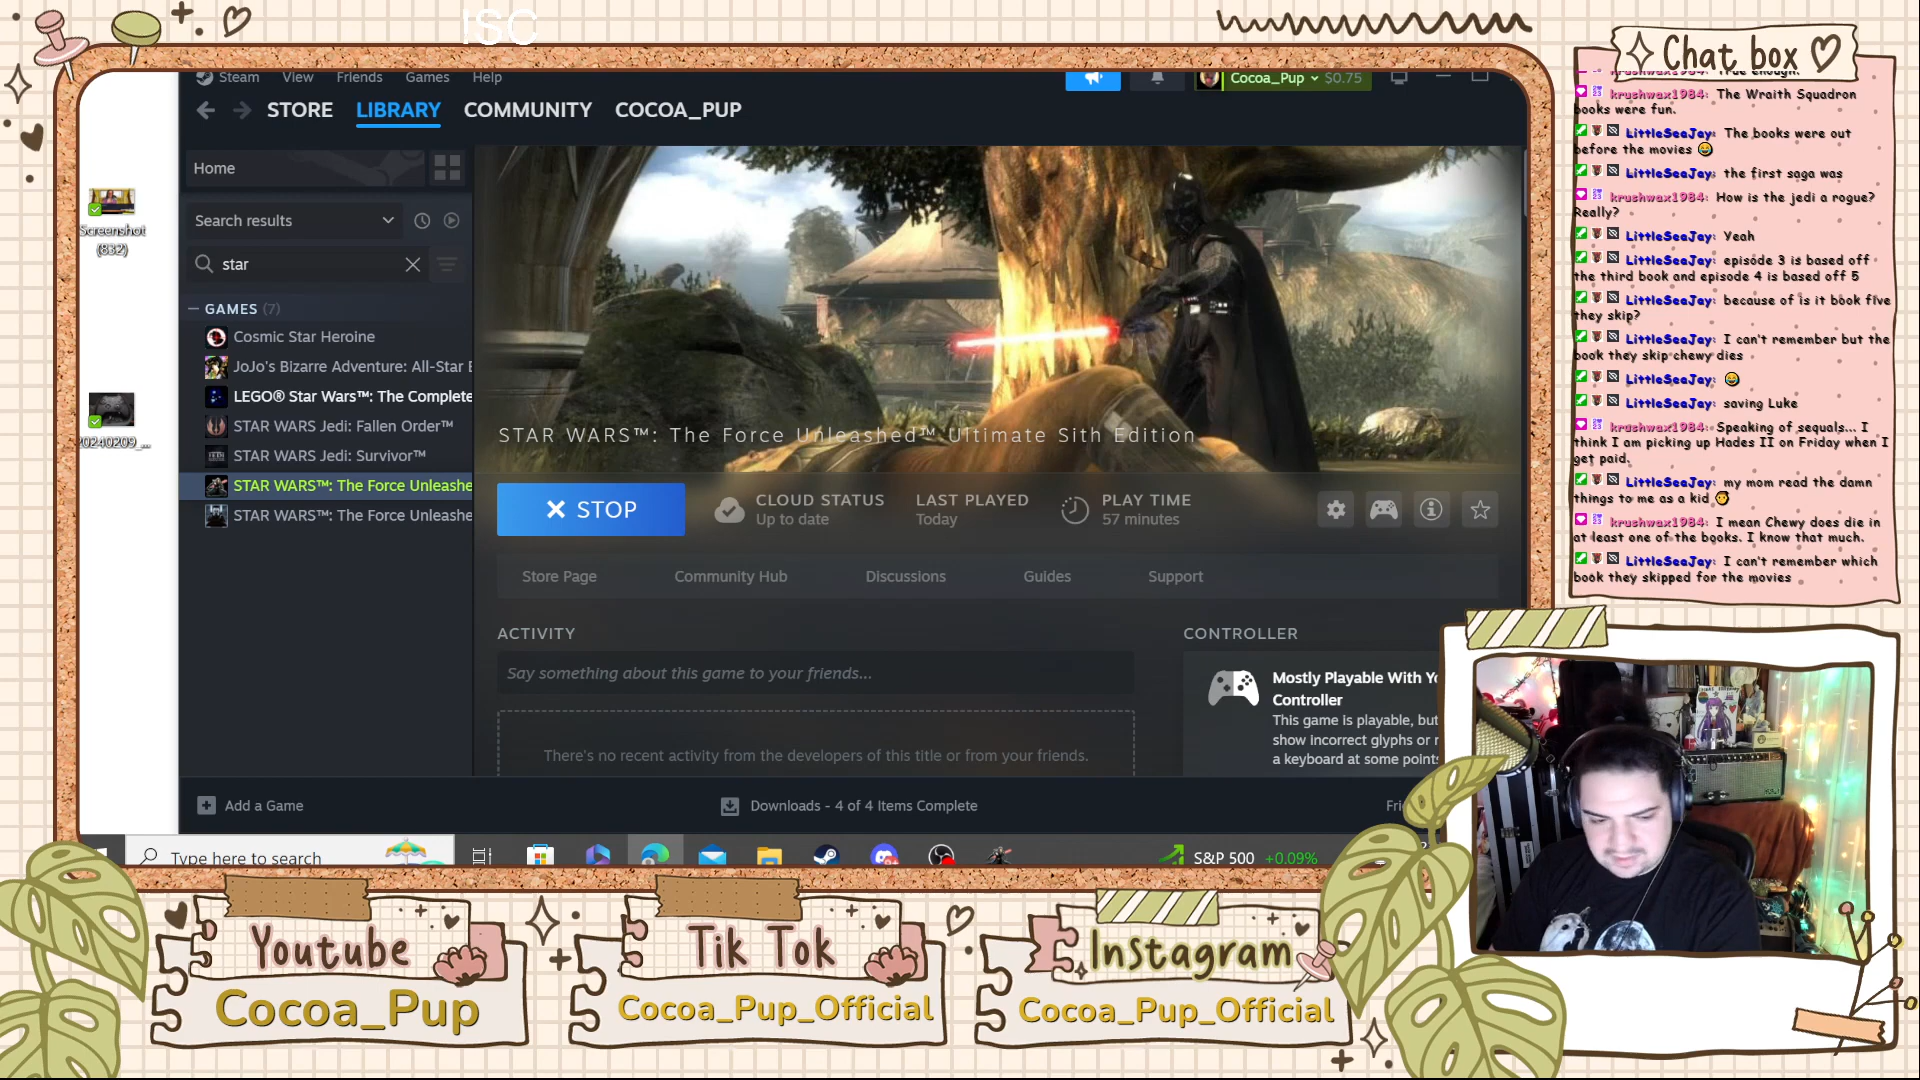 !SC
Steam View Friends Games Help
Cocoa_Pup $0.75
STORE LIBRARY COMMUNITY COCOA_PUP
Home
Search results
star
GAMES (7)
Cosmic Star Heroine
JoJo's Bizarre Adventure: All-Star
LEGO® Star Wars™: The Complete
STAR WARS Jedi: Fallen Order™
STAR WARS Jedi: Survivor™
STAR WARS™: The Force Unleashe
STAR WARS™: The Force Unleashe
Screenshot
(832)
20240209_...
STAR WARS™: The Force Unleashed™ Ultimate Sith Edition
STOP
CLOUD STATUS
Up to date
LAST PLAYED
Today
PLAY TIME
57 minutes
Store Page Community Hub Discussions Guides Support
ACTIVITY
Say something about this game to your friends...
There's no recent activity from the developers of this title or from your friends.
CONTROLLER
Mostly Playable With Yo
Controller
This game is playable, but
show incorrect glyphs or
a keyboard at some points
Add a Game
Downloads - 4 of 4 Items Complete
Type here to search
S&P 500 +0.09%
Chat box
krushwax1984: True enough.
krushwax1984: The Wraith Squadron
books were fun.
LittleSeaJay: The books were out
before the movies
LittleSeaJay: the first saga was
krushwax1984: How is the jedi a rogue?
Really?
LittleSeaJay: Yeah
LittleSeaJay: episode 3 is based off
the third book and episode 4 is based off 5
LittleSeaJay: because of is it book five
they skip?
LittleSeaJay: I can't remember but the
book they skip chewy dies
LittleSeaJay:
LittleSeaJay: saving Luke
krushwax1984: Speaking of sequals... I
think I am picking up Hades II on Friday when I
get paid.
LittleSeaJay: my mom read the damn
things to me as a kid
krushwax1984: I mean Chewy does die in
at least one of the books. I know that much.
LittleSeaJay: I can't remember which
book they skipped for the movies
Youtube
Cocoa_Pup
Tik Tok
Cocoa_Pup_Official
Instagram
Cocoa_Pup_Official